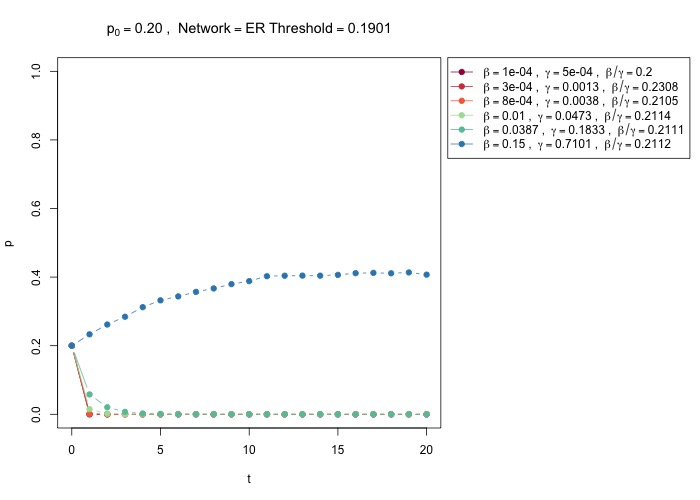 p0 = 0.20 , Network = ER Threshold = 0.1901
β = 1e-04 , γ = 5e-04 , β/γ = 0.2
β = 3e-04 , γ = 0.0013 , β/γ = 0.2308
β = 8e-04 , γ = 0.0038 , β/γ = 0.2105
β = 0.01 , γ = 0.0473 , β/γ = 0.2114
β = 0.0387 , γ = 0.1833 , β/γ = 0.2111
β = 0.15 , γ = 0.7101 , β/γ = 0.2112
1.0
0.8
0.6
0.4
0.2
0.0
p
0 5 10 15 20
t